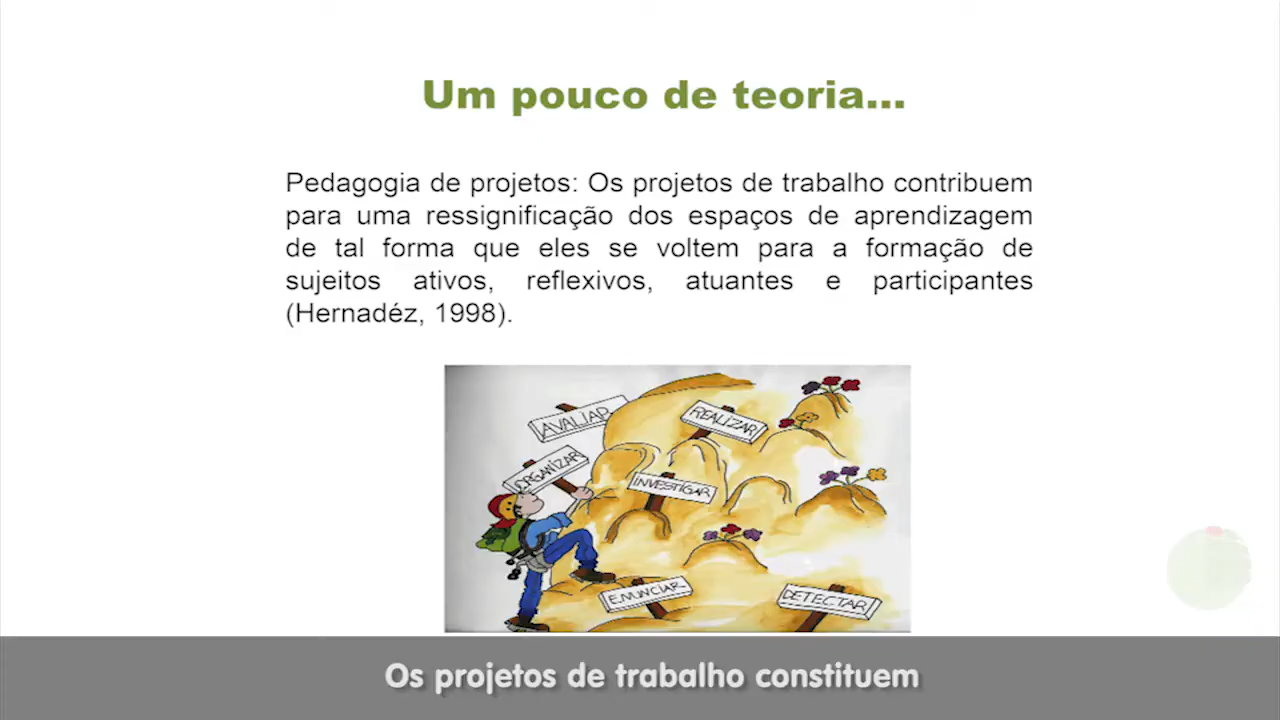 Um pouco de teoria...
Pedagogia de projetos: Os projetos de trabalho contribuem
para uma ressignificação dos espaços de aprendizagem
de tal forma que eles se voltem para a formação de
sujeitos ativos, reflexivos, atuantes e participantes
(Hernadéz, 1998).
AVALIAR
REALIZAR
ORGANIZAR
INVESTIGAR
ENUNCIAR
DETECTAR
Os projetos de trabalho constituem